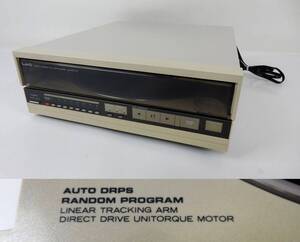 AUTO DRPS
RANDOM PROGRAM
LINEAR TRACKING ARM
DIRECT DRIVE UNITORQUE MOTOR